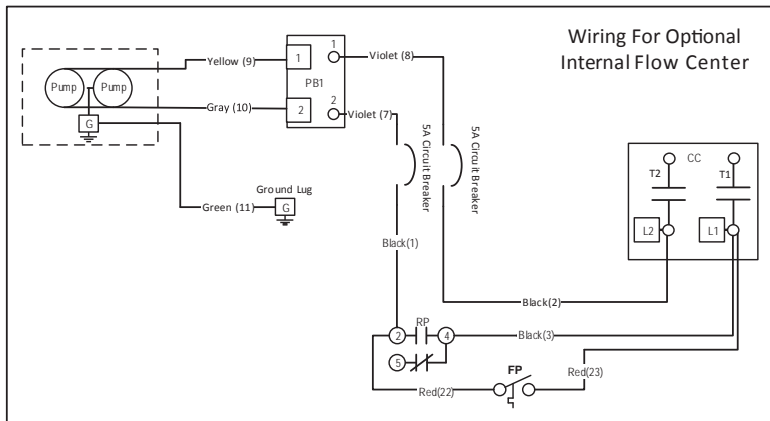 Wiring For Optional
Internal Flow Center
Yellow (9)
1
1
Violet (8)
Pump
Pump
PB1
Gray (10)
2
2
Violet (7)
G
5A Circuit Breaker
5A Circuit Breaker
CC
T2
T1
Ground Lug
Green (11)
G
L2
L1
Black(1)
Black(2)
RP
2
4
Black(3)
5
FP
Red(22)
Red(23)